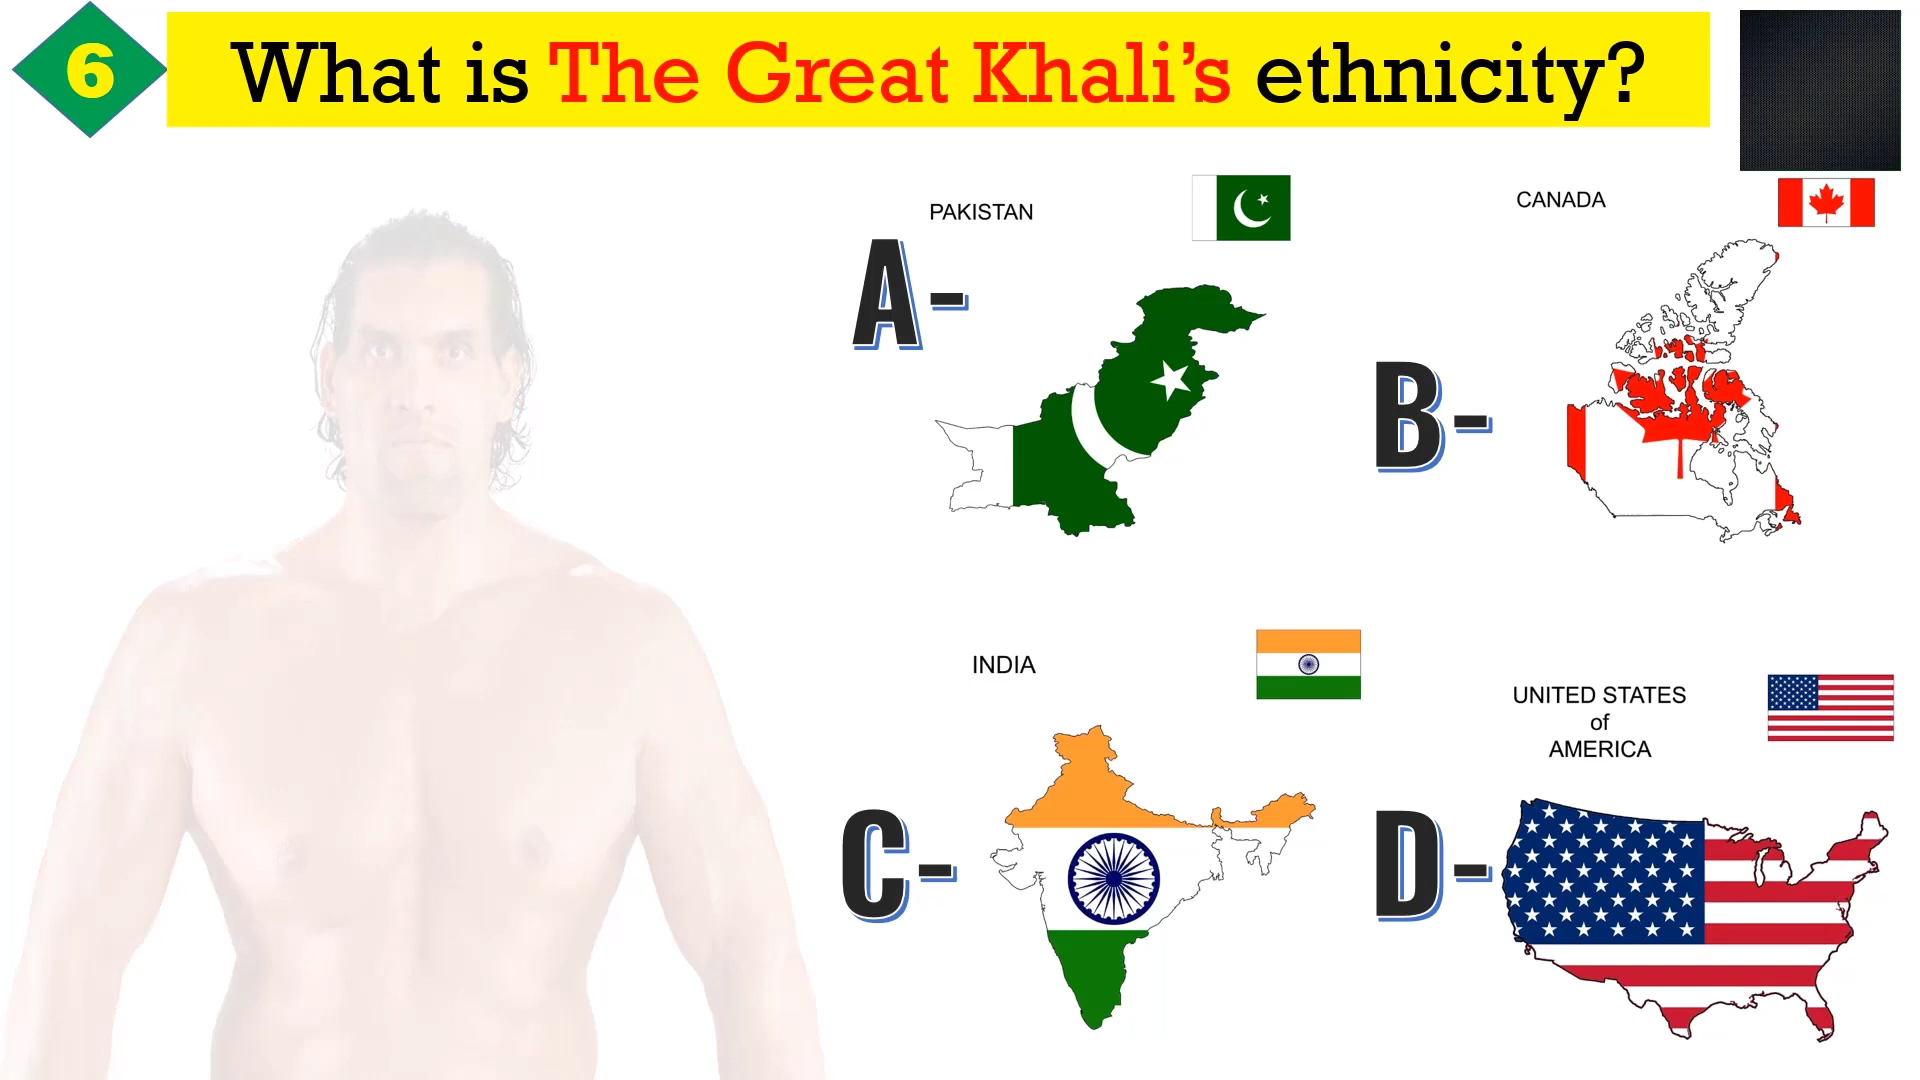 6
What is The Great Khali's ethnicity?
PAKISTAN
A-
CANADA
B-
INDIA
C-
UNITED STATES
of
AMERICA
D-